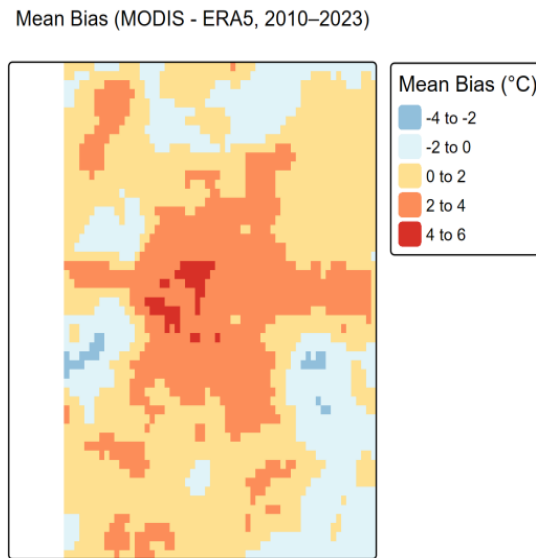 Mean Bias (MODIS - ERA5, 2010–2023)
Mean Bias (°C)
-4 to -2
-2 to 0
0 to 2
2 to 4
4 to 6